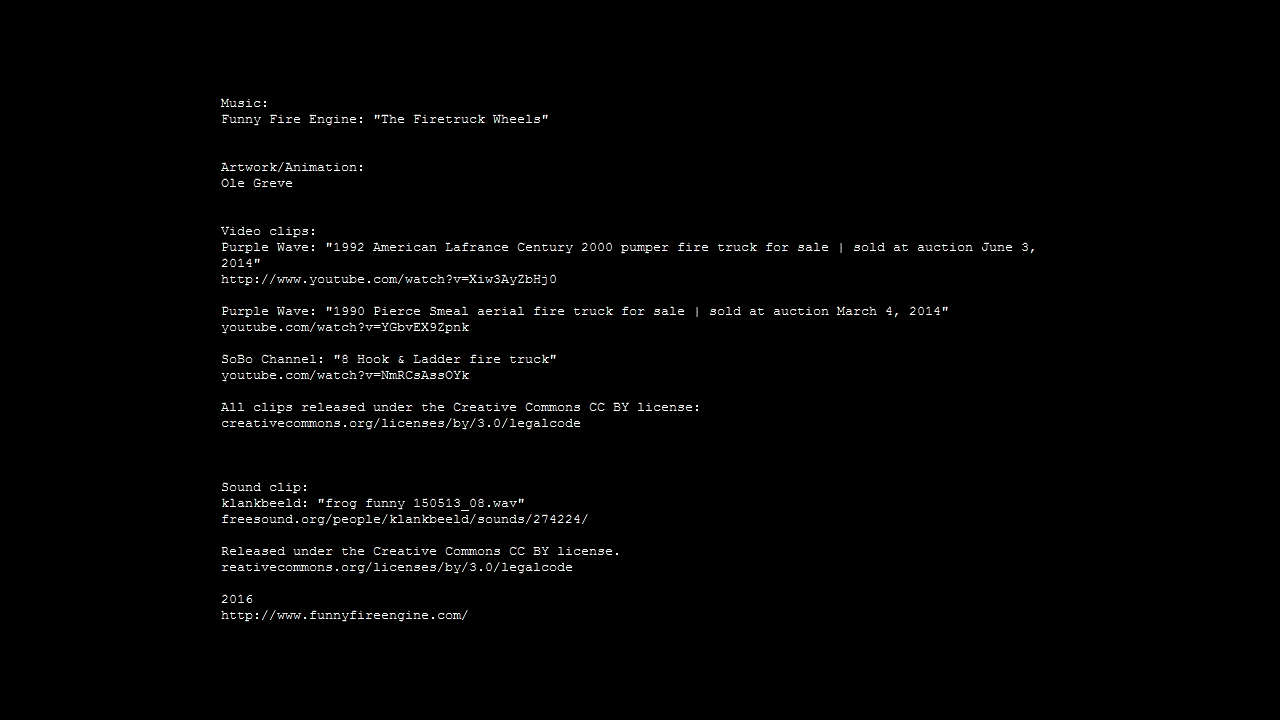 Music:
Funny Fire Engine: "The Firetruck Wheels"
Artwork/Animation:
Ole Greve
Video clips:
Purple Wave: "1992 American Lafrance Century 2000 pumper fire truck for sale | sold at auction June 3,
2014"
http://www.youtube.com/watch?v=Xiw3AyZbHj0
Purple Wave: "1990 Pierce Smeal aerial fire truck for sale | sold at auction March 4, 2014"
youtube.com/watch?v=YGbvEX9Zpnk
SoBo Channel: "8 Hook & Ladder fire truck"
youtube.com/watch?v=NmRCsAssOYk
All clips released under the Creative Commons CC BY license:
creativecommons.org/licenses/by/3.0/legalcode
Sound clip:
klankbeeld: "frog funny 150513_08.wav"
freesound.org/people/klankbeeld/sounds/274224/
Released under the Creative Commons CC BY license.
reativecommons.org/licenses/by/3.0/legalcode
2016
http://www.funnyfireengine.com/